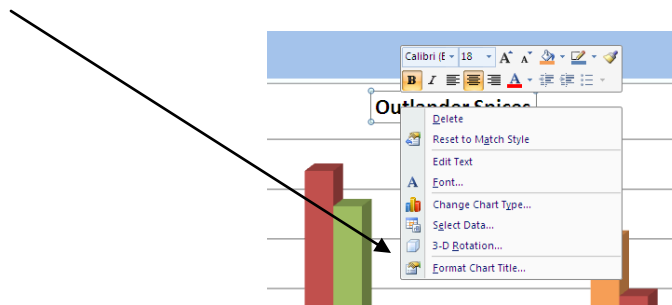 Calibri (E 18 A A
B I A
Outlander Spices
Delete
Reset to Match Style
Edit Text
A Font...
Change Chart Type...
Select Data...
3-D Rotation...
Format Chart Title...